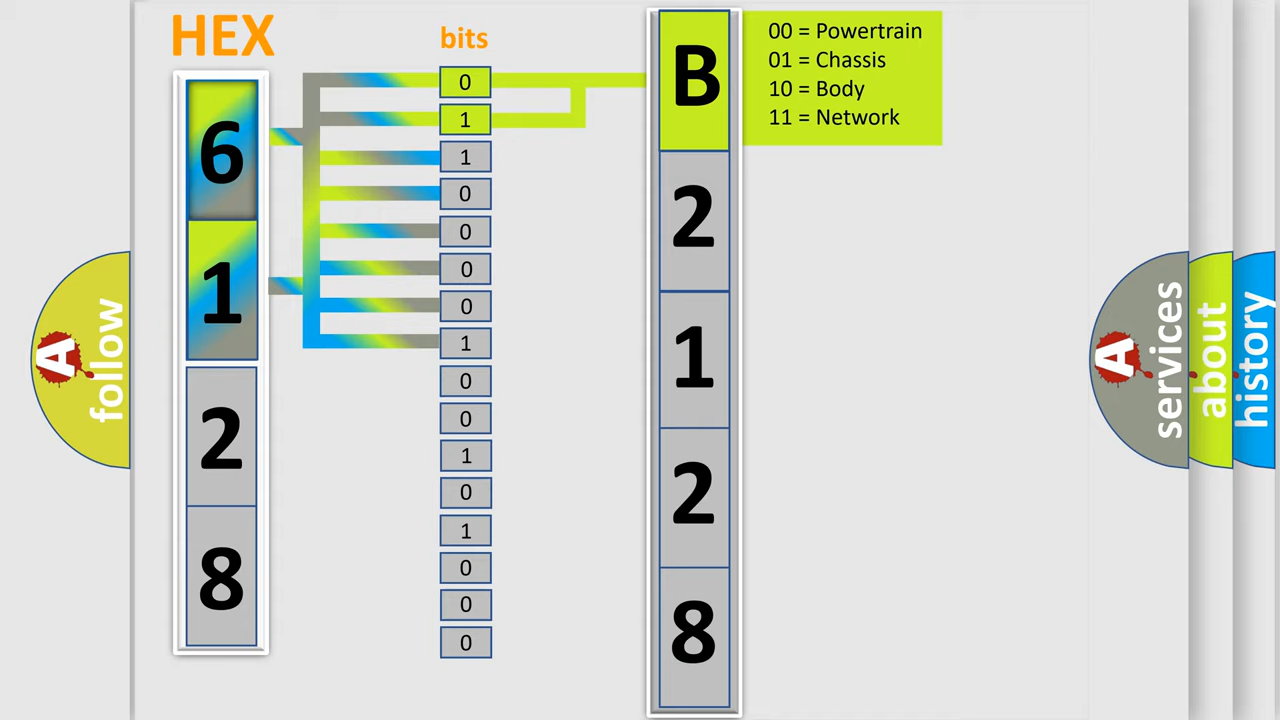 HEX
bits
6
1
2
8
0
1
1
0
0
0
0
1
0
0
1
0
1
0
0
0
B
2
1
2
8
00 = Powertrain
01 = Chassis
10 = Body
11 = Network
A
follow
A
services
about
history